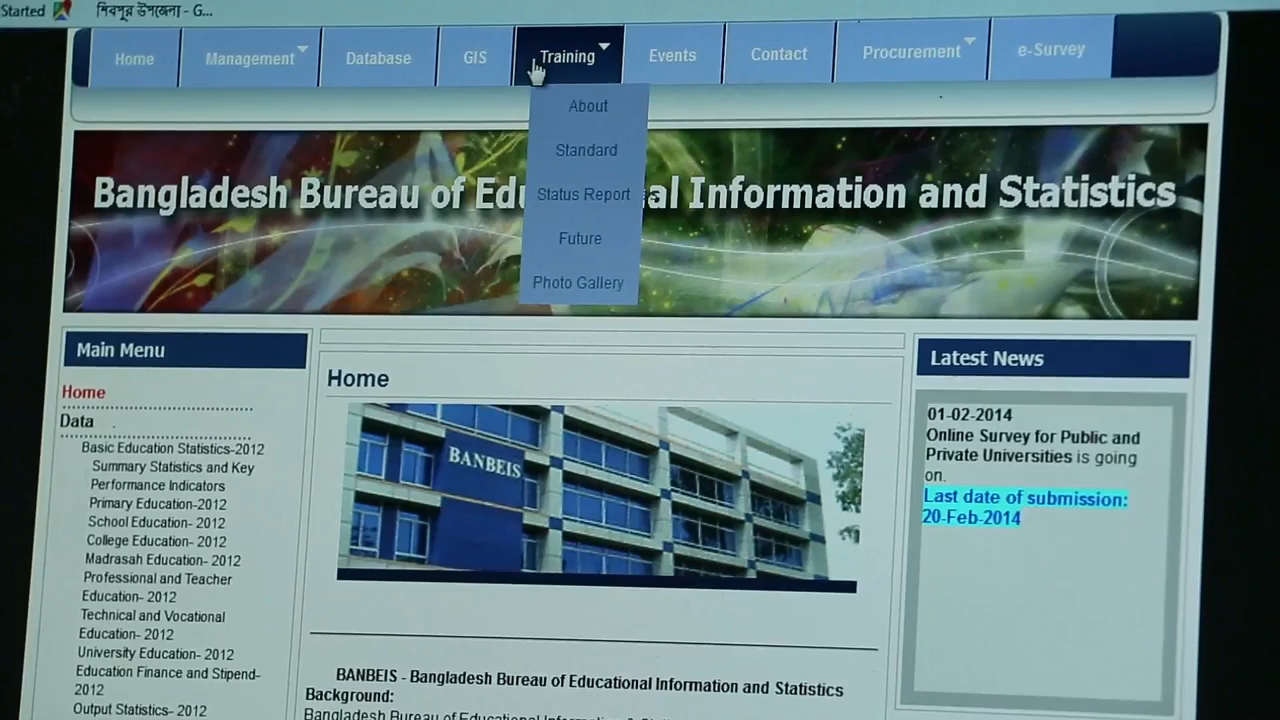 Started শিবপুর উপজেলা - G...
Home Management Database GIS Training Events Contact Procurement e-Survey
About
Standard
Status Report
Future
Photo Gallery
Bangladesh Bureau of Edu al Information and Statistics
Main Menu
Home
Data
Basic Education Statistics-2012
Summary Statistics and Key
Performance Indicators
Primary Education-2012
School Education- 2012
College Education- 2012
Madrasah Education- 2012
Professional and Teacher
Education- 2012
Technical and Vocational
Education- 2012
University Education- 2012
Education Finance and Stipend-
2012
Output Statistics- 2012
Home
BANBEIS
BANBEIS - Bangladesh Bureau of Educational Information and Statistics
Background:
Bangladesh Bureau of Educational Information &
Latest News
01-02-2014
Online Survey for Public and
Private Universities is going
on.
Last date of submission:
20-Feb-2014